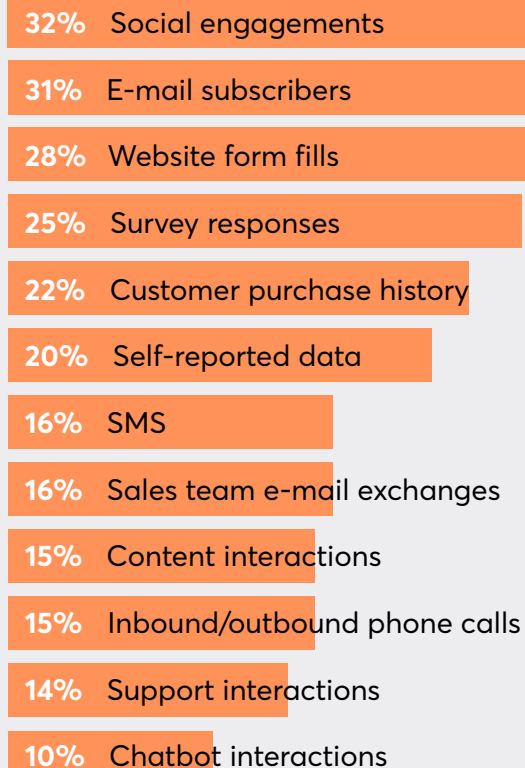 32% Social engagements
31% E-mail subscribers
28% Website form fills
25% Survey responses
22% Customer purchase history
20% Self-reported data
16% SMS
16% Sales team e-mail exchanges
15% Content interactions
15% Inbound/outbound phone calls
14% Support interactions
10% Chatbot interactions